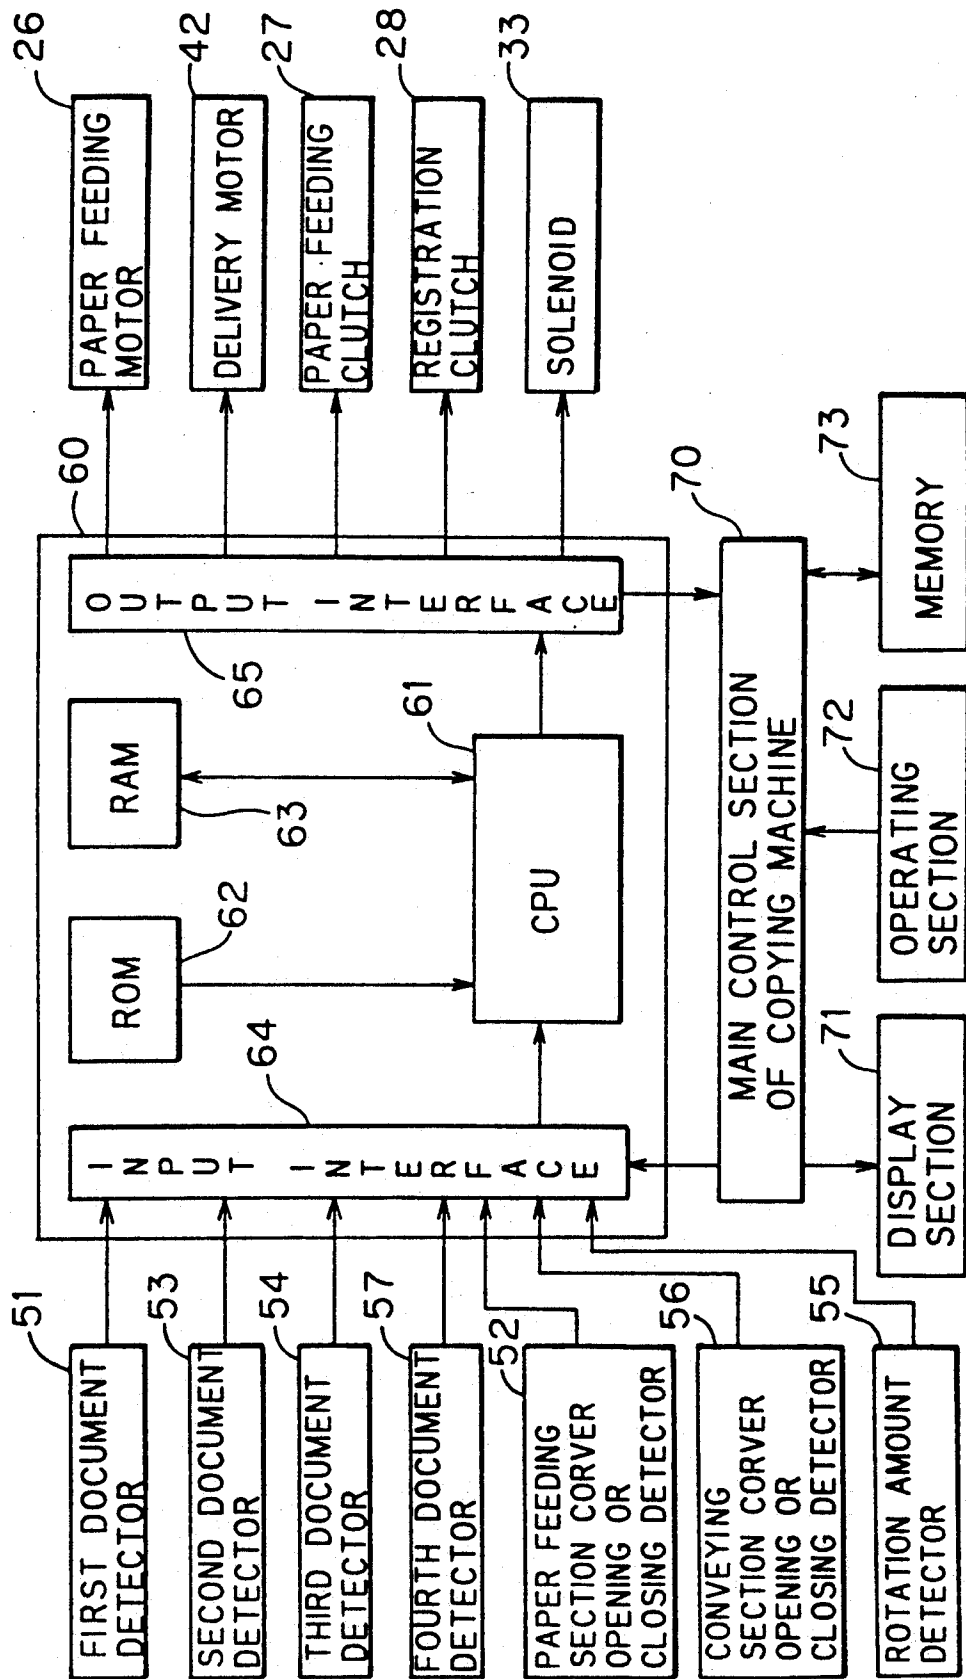 51
FIRST DOCUMENT
DETECTOR
53
SECOND DOCUMENT
DETECTOR
54
THIRD DOCUMENT
DETECTOR
57
FOURTH DOCUMENT
DETECTOR
52
PAPER FEEDING
SECTION CORVER
OPENING OR
CLOSING DETECTOR
56
CONVEYING
SECTION CORVER
OPENING OR
CLOSING DETECTOR
55
ROTATION AMOUNT
DETECTOR
60
64
INPUT INTERFACE
ROM
62
RAM
63
CPU
61
65
OUTPUT INTERFACE
26
PAPER FEEDING
MOTOR
42
DELIVERY MOTOR
27
PAPER FEEDING
CLUTCH
28
REGISTRATION
CLUTCH
33
SOLENOID
70
MAIN CONTROL SECTION
OF COPYING MACHINE
71
DISPLAY
SECTION
72
OPERATING
SECTION
73
MEMORY